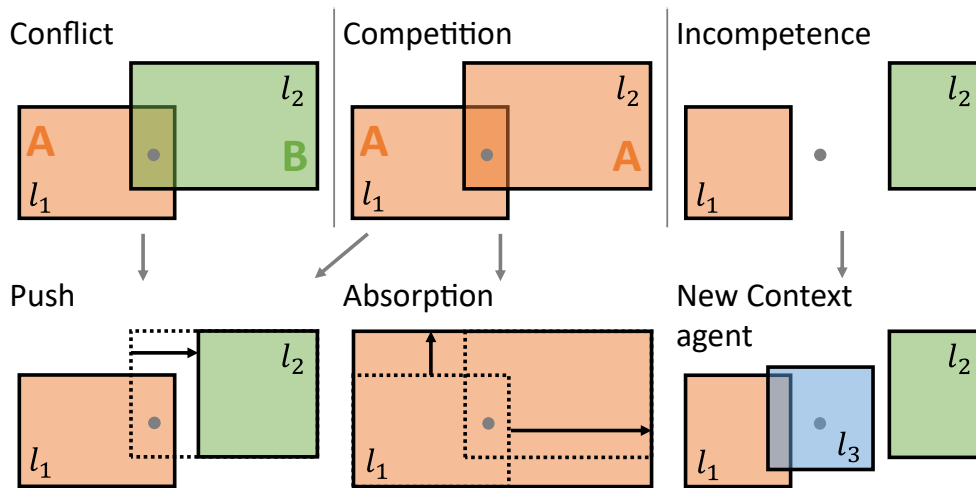 Conflict
Competition
Incompetence
l₂
A
B
l₁
l₂
A
A
l₁
l₂
l₁
Push
Absorption
New Context
agent
l₂
l₁
l₁
l₂
l₃
l₁